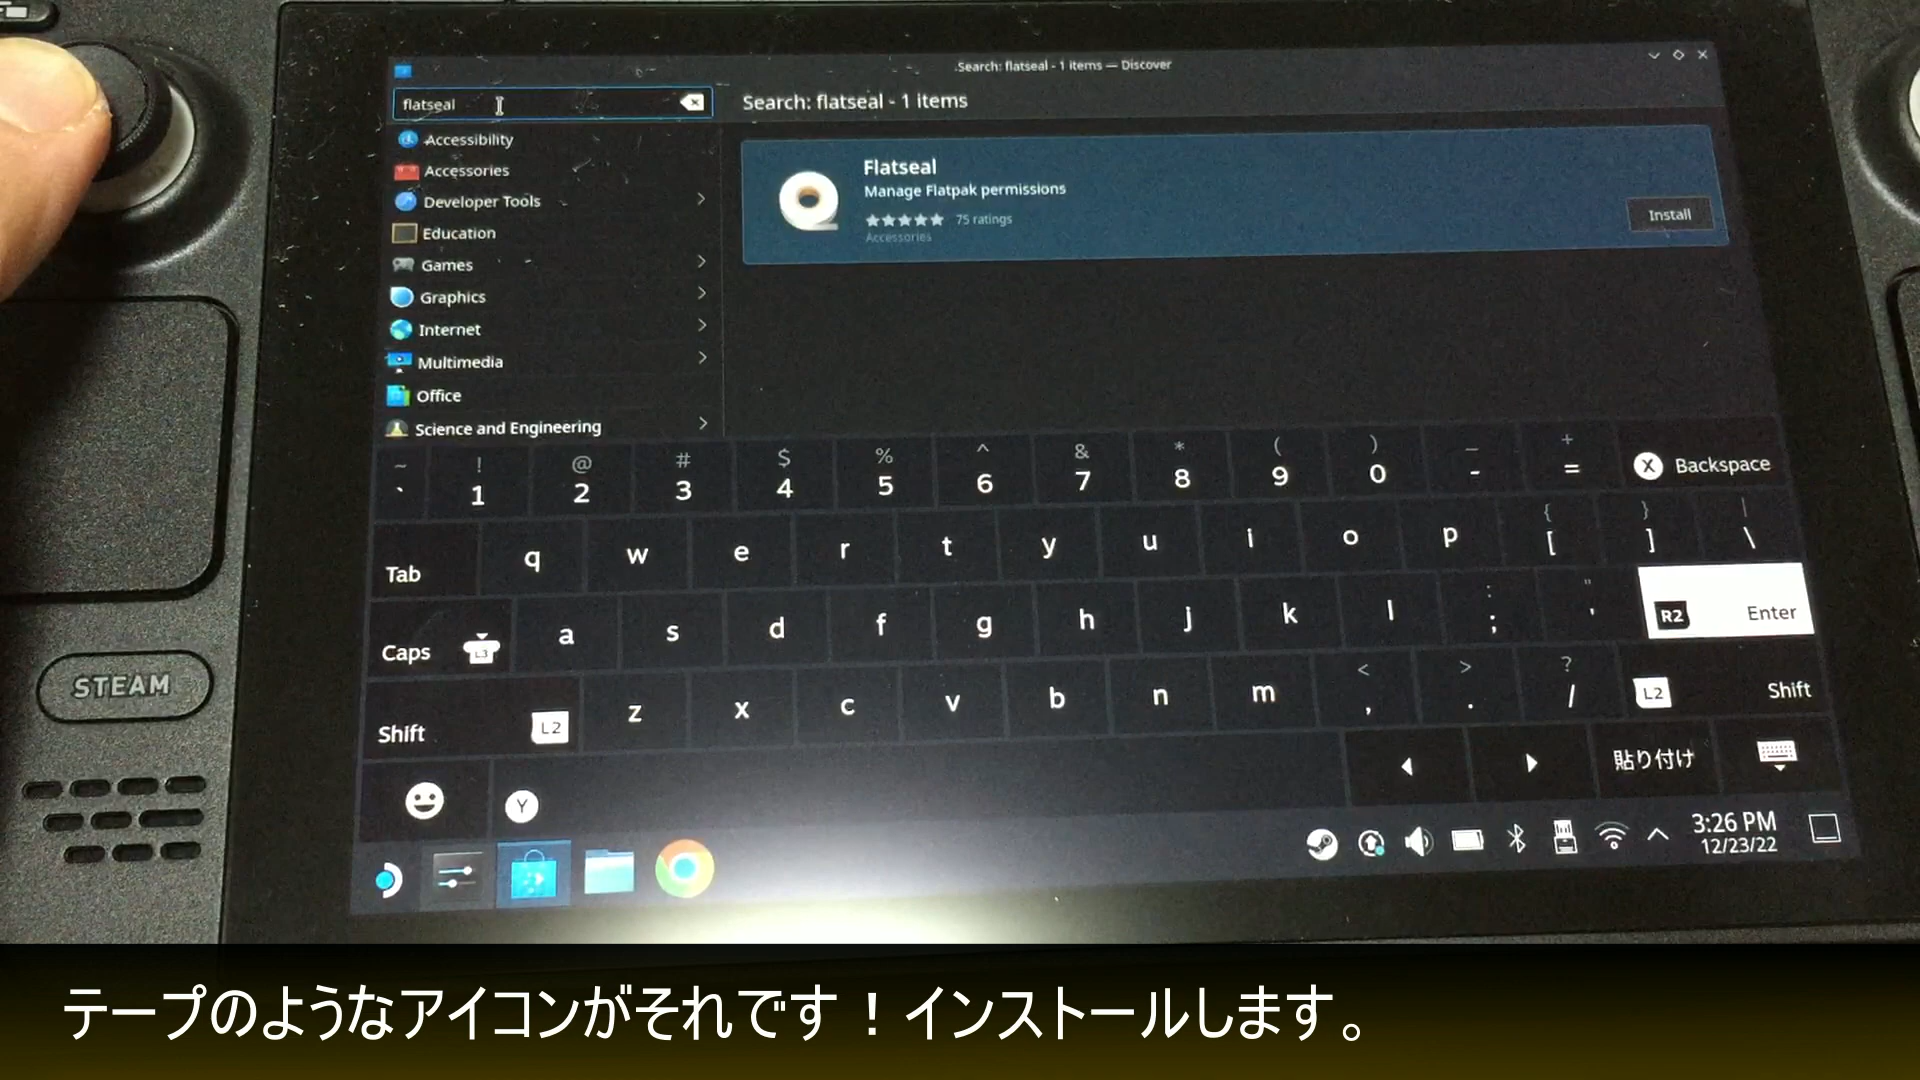 Search: flatseal - 1 items — Discover
flatseal
Search: flatseal - 1 items
Accessibility
Accessories
Developer Tools
Education
Games
Graphics
Internet
Multimedia
Office
Science and Engineering
Flatseal
Manage Flatpak permissions
75 ratings
Accessories
Install
~ ! @ # $ % ^ & * ( ) _ +
` 1 2 3 4 5 6 7 8 9 0 - = X Backspace
{ } |
Tab q w e r t y u i o p [ ] \
: "
Caps L3 a s d f g h j k l ; ' R2 Enter
< > ?
Shift L2 z x c v b n m , . / L2 Shift
Y 貼り付け
STEAM
3:26 PM
12/23/22
テープのようなアイコンがそれです！インストールします。